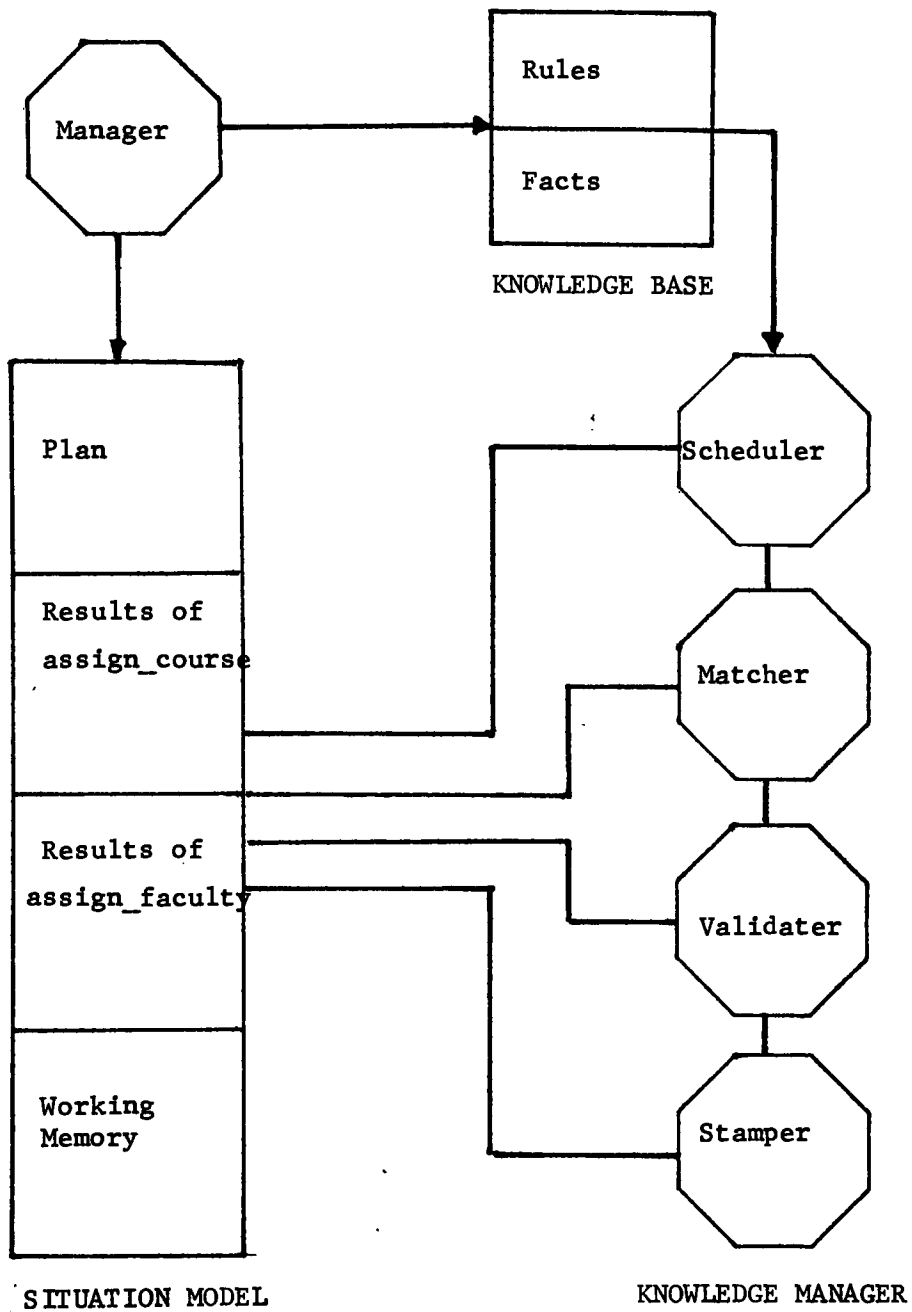 Manager
Rules
Facts
KNOWLEDGE BASE
Plan
Scheduler
Results of
assign_course
Matcher
Results of
assign_faculty
Validater
Working
Memory
Stamper
SITUATION MODEL
KNOWLEDGE MANAGER